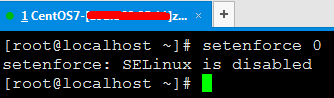 1 CentOS7-[
]z...
[root@localhost ~]# setenforce 0
setenforce: SELinux is disabled
[root@localhost ~]#